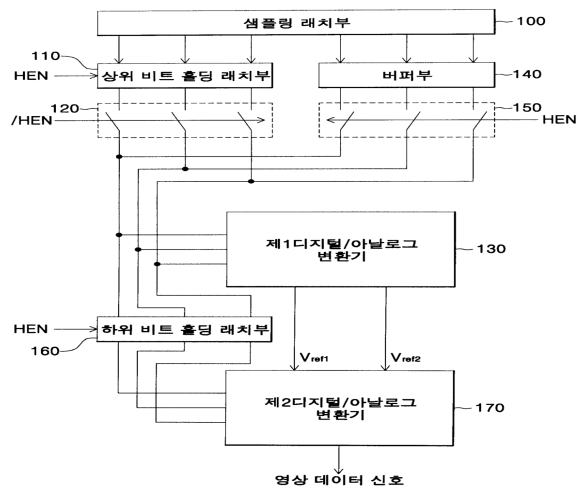 샘플링 래치부
100
110
HEN
상위 비트 홀딩 래치부
버퍼부
140
120
150
/HEN
HEN
제1디지털/아날로그
변환기
130
HEN
하위 비트 홀딩 래치부
160
Vref1
Vref2
제2디지털/아날로그
변환기
170
영상 데이터 신호